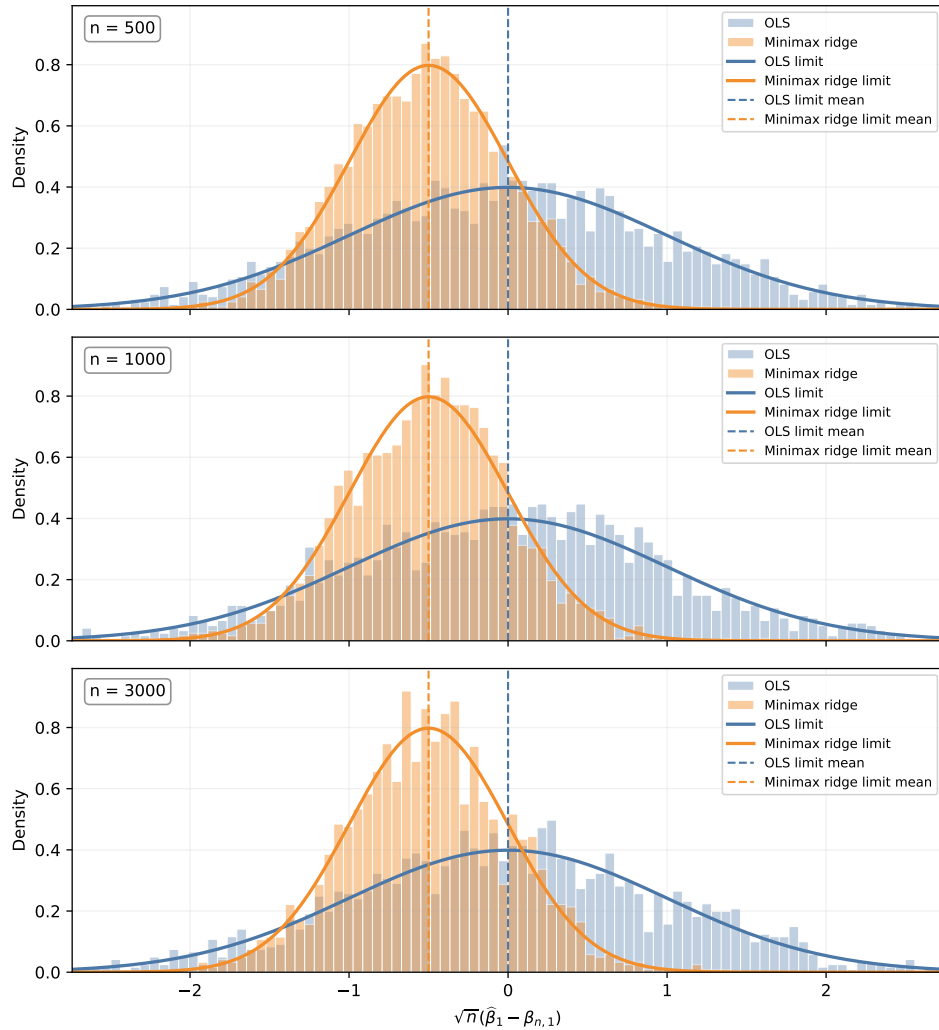 n = 500
OLS
Minimax ridge
OLS limit
Minimax ridge limit
OLS limit mean
Minimax ridge limit mean
Density
0.8
0.6
0.4
0.2
0.0
n = 1000
OLS
Minimax ridge
OLS limit
Minimax ridge limit
OLS limit mean
Minimax ridge limit mean
Density
0.8
0.6
0.4
0.2
0.0
n = 3000
OLS
Minimax ridge
OLS limit
Minimax ridge limit
OLS limit mean
Minimax ridge limit mean
Density
0.8
0.6
0.4
0.2
0.0
−2 −1 0 1 2
√n(β̂₁ − βₙ,₁)